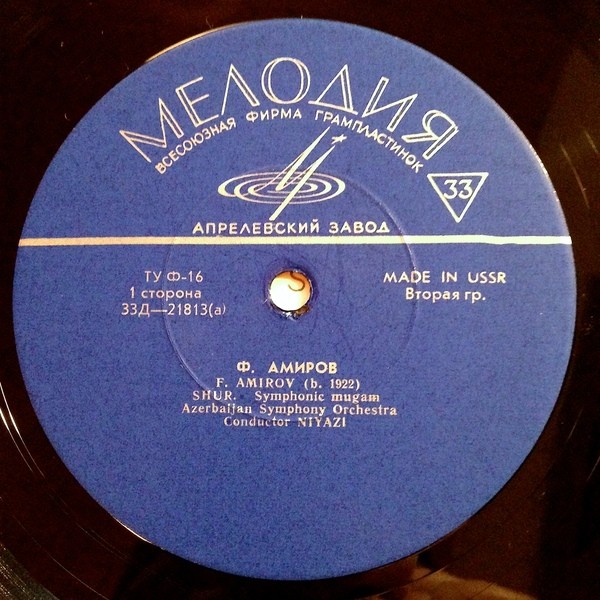 МЕЛОДИЯ
ВСЕСОЮЗНАЯ ФИРМА ГРАМПЛАСТИНОК
33
АПРЕЛЕВСКИЙ ЗАВОД
ТУ Ф-16
MADE IN USSR
1 сторона
Вторая гр.
33Д—21813(а)
Ф. АМИРОВ
F. AMIROV (b. 1922)
SHUR. Symphonic mugam
Azerbaijan Symphony Orchestra
Conductor NIYAZI